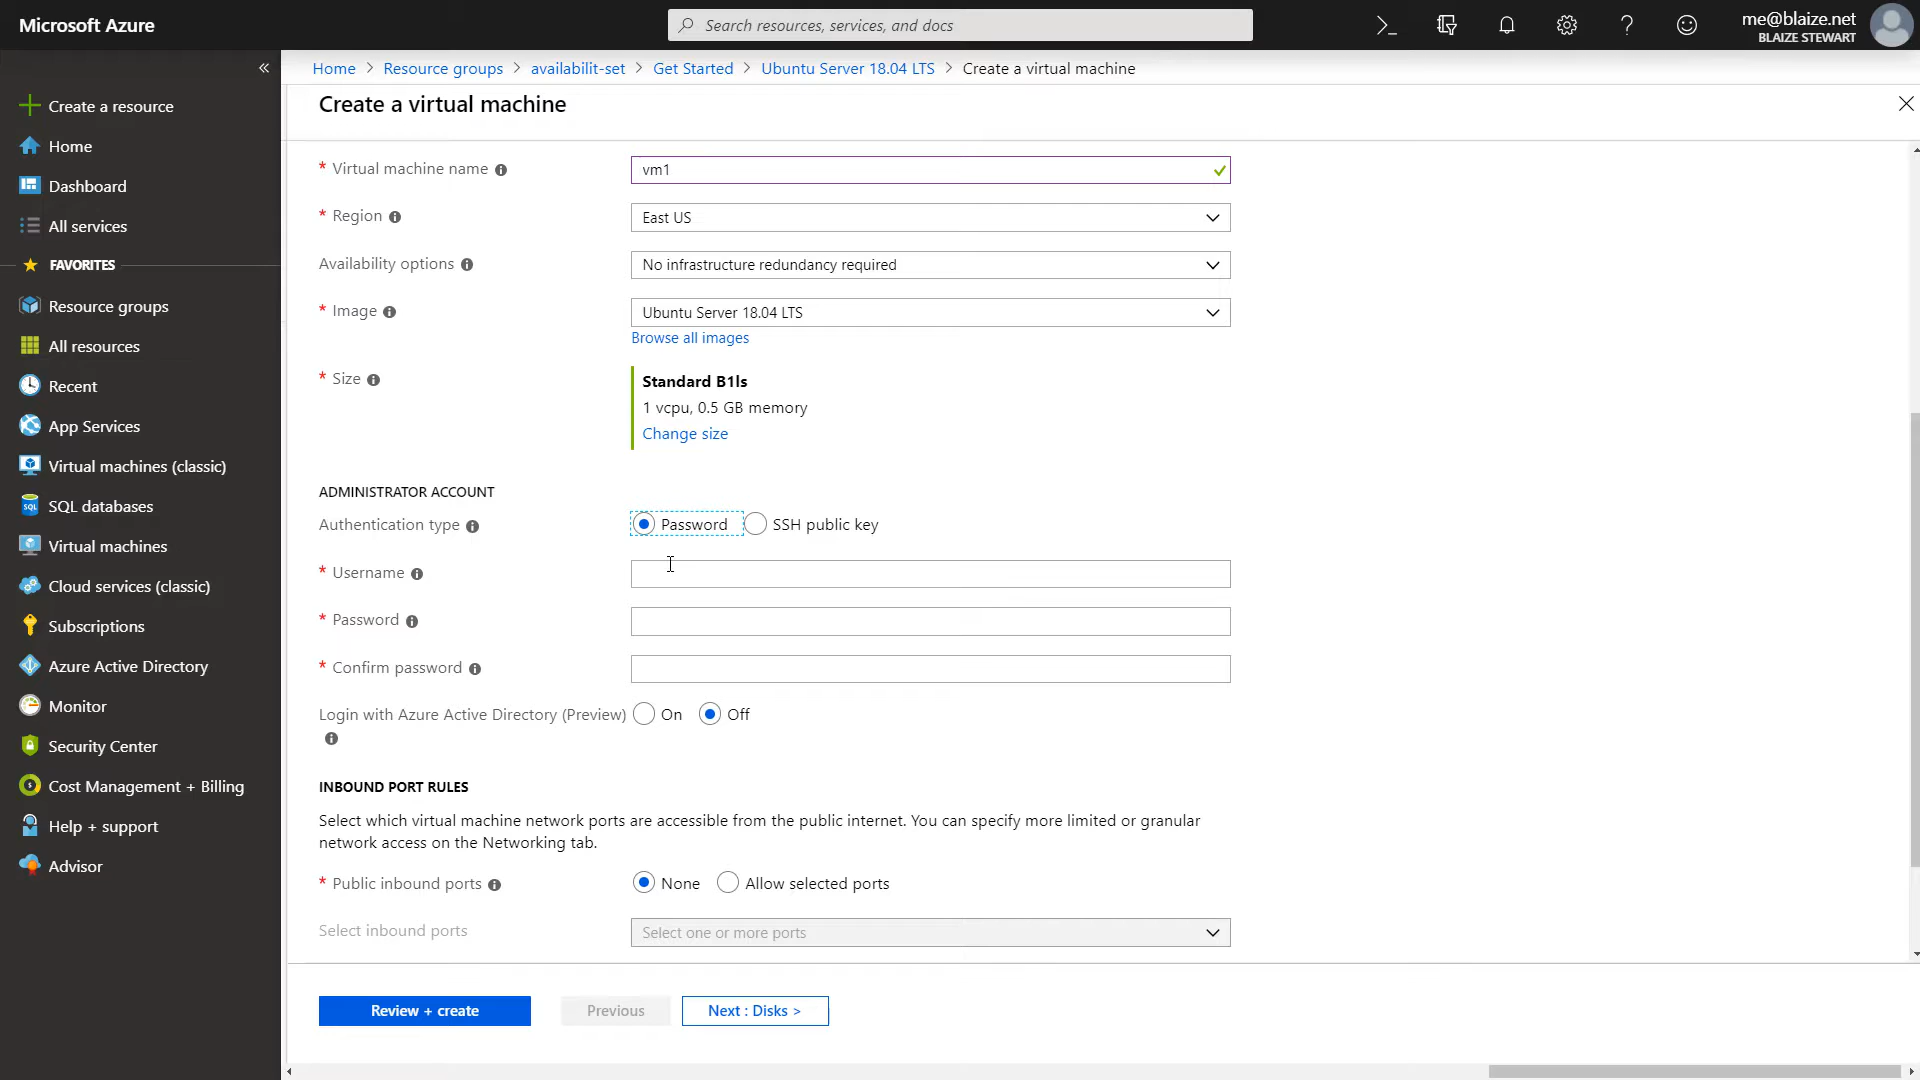 Microsoft Azure
Search resources, services, and docs
me@blaize.net
BLAIZE STEWART
Home > Resource groups > availabilit-set > Get Started > Ubuntu Server 18.04 LTS > Create a virtual machine
Create a resource
Home
Dashboard
All services
FAVORITES
Resource groups
All resources
Recent
App Services
Virtual machines (classic)
SQL databases
Virtual machines
Cloud services (classic)
Subscriptions
Azure Active Directory
Monitor
Security Center
Cost Management + Billing
Help + support
Advisor
Create a virtual machine
* Virtual machine name
vm1
* Region
East US
Availability options
No infrastructure redundancy required
* Image
Ubuntu Server 18.04 LTS
Browse all images
* Size
Standard B1ls
1 vcpu, 0.5 GB memory
Change size
ADMINISTRATOR ACCOUNT
Authentication type
Password SSH public key
* Username
* Password
* Confirm password
Login with Azure Active Directory (Preview)
On Off
INBOUND PORT RULES
Select which virtual machine network ports are accessible from the public internet. You can specify more limited or granular
network access on the Networking tab.
* Public inbound ports
None Allow selected ports
Select inbound ports
Select one or more ports
Review + create
Previous
Next : Disks >